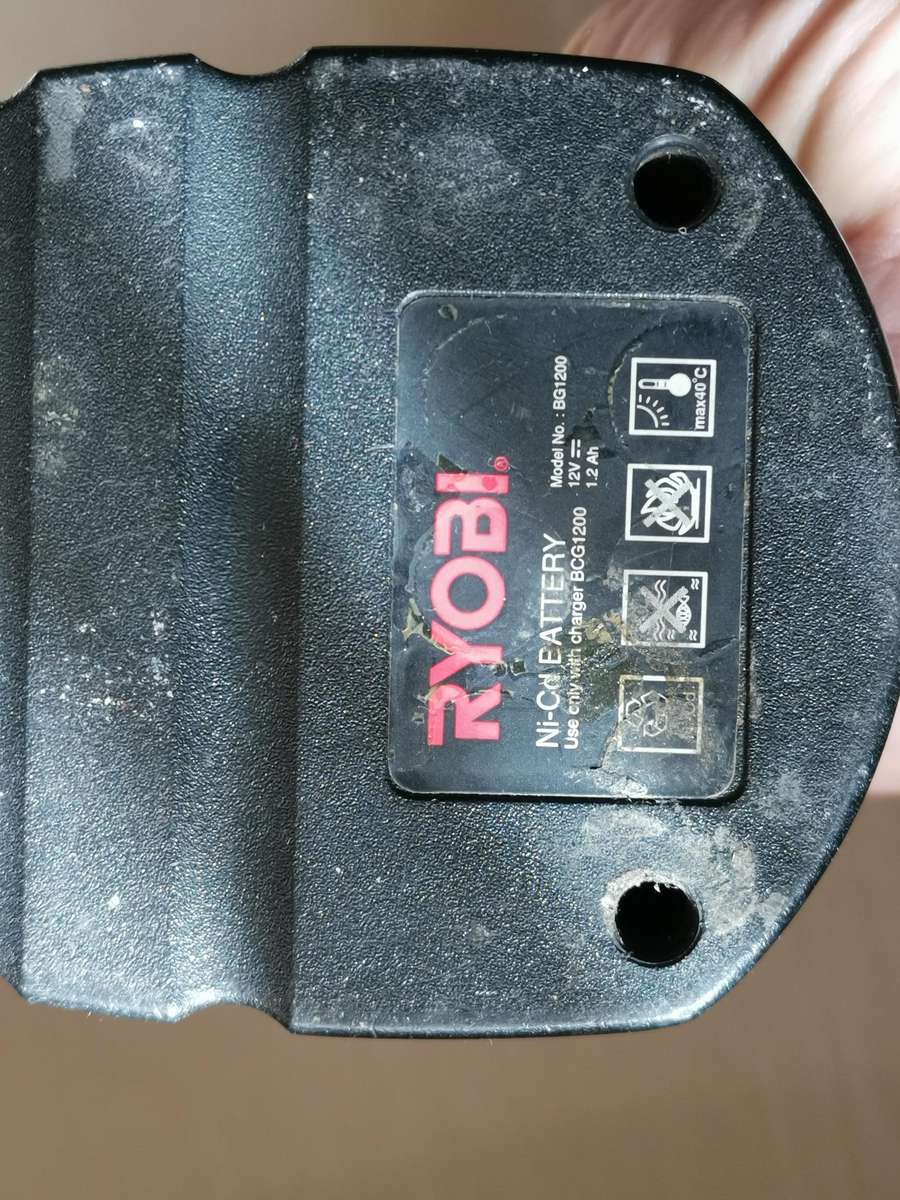 RYOBI®
Ni-Cd BATTERY
Use only with charger BCG1200
Model No. : BG1200
12V
1.2 Ah
max40°C